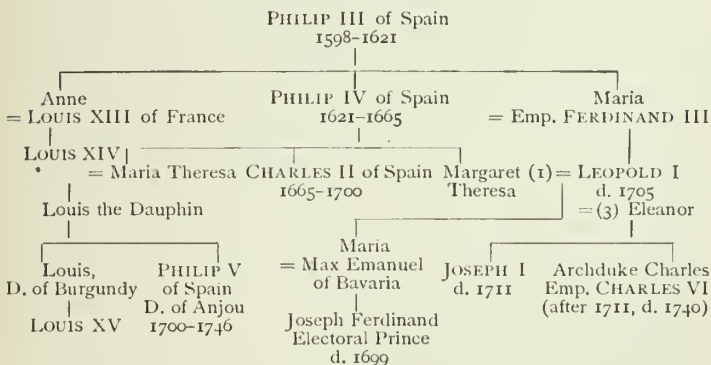 PHILIP III of Spain
1598-1621
Anne PHILIP IV of Spain Maria
= LOUIS XIII of France 1621-1665 = Emp. FERDINAND III
LOUIS XIV
= Maria Theresa CHARLES II of Spain Margaret (1) = LEOPOLD I
1665-1700 Theresa d. 1705
Louis the Dauphin = (3) Eleanor
Maria
Louis, PHILIP V = Max Emanuel JOSEPH I Archduke Charles
D. of Burgundy of Spain of Bavaria d. 1711 Emp. CHARLES VI
D. of Anjou (after 1711, d. 1740)
LOUIS XV 1700-1746 Joseph Ferdinand
Electoral Prince
d. 1699